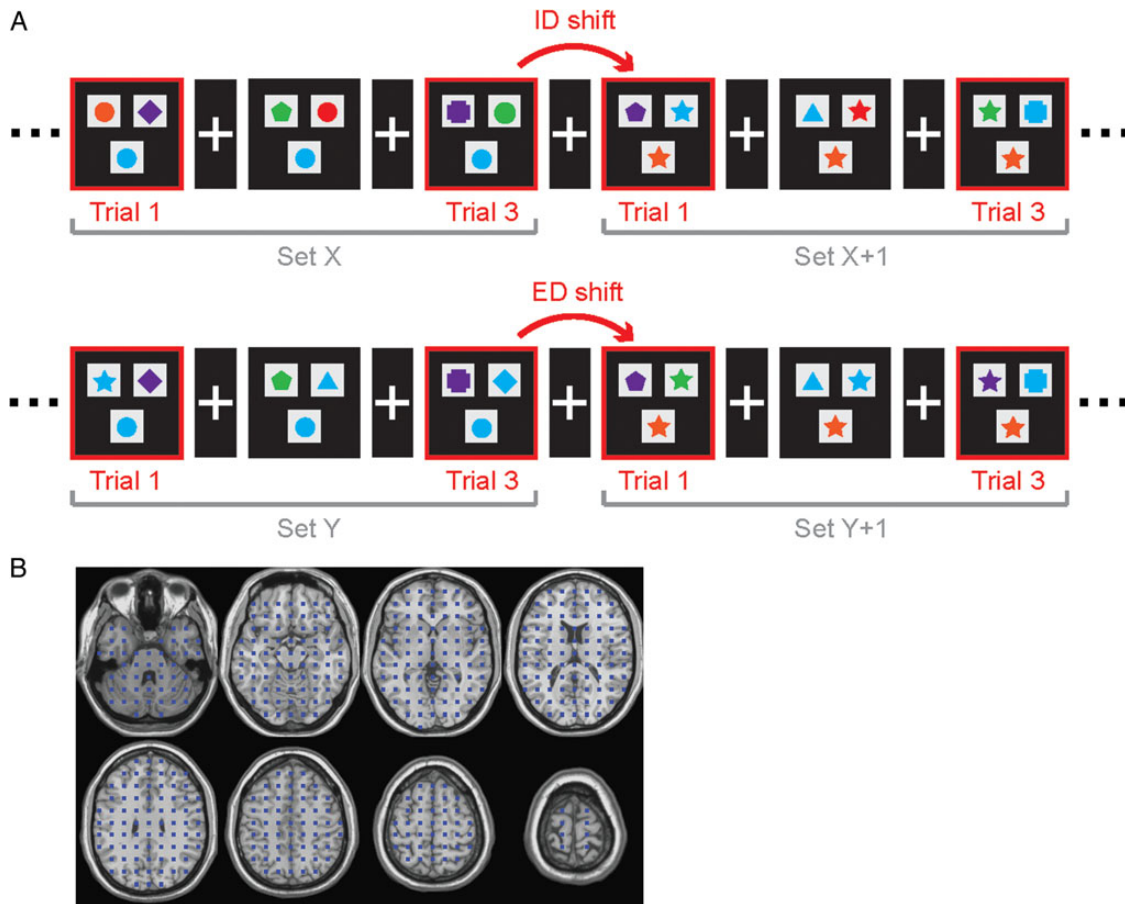 A
ID shift
Trial 1
Trial 3
Trial 1
Trial 3
Set X
Set X+1
ED shift
Trial 1
Trial 3
Trial 1
Trial 3
Set Y
Set Y+1
B